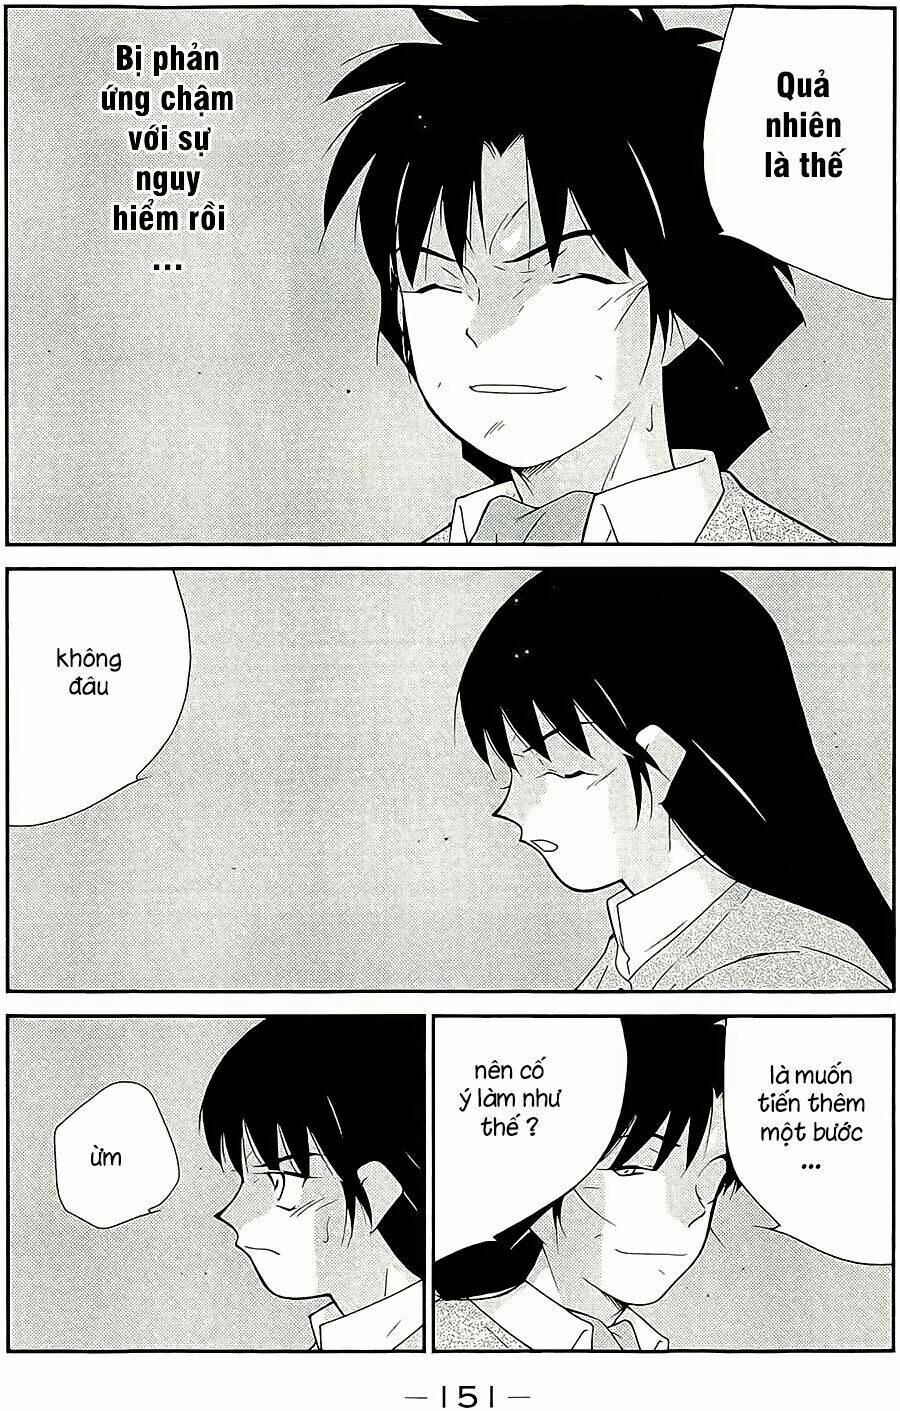 Quả
nhiên
là thế
Bị phản
ứng chậm
với sự
nguy
hiểm rồi
...
không
đâu
là muốn
tiến thêm
một bước
...
nên cố
ý làm như
thế ?
ừm
— 151 —